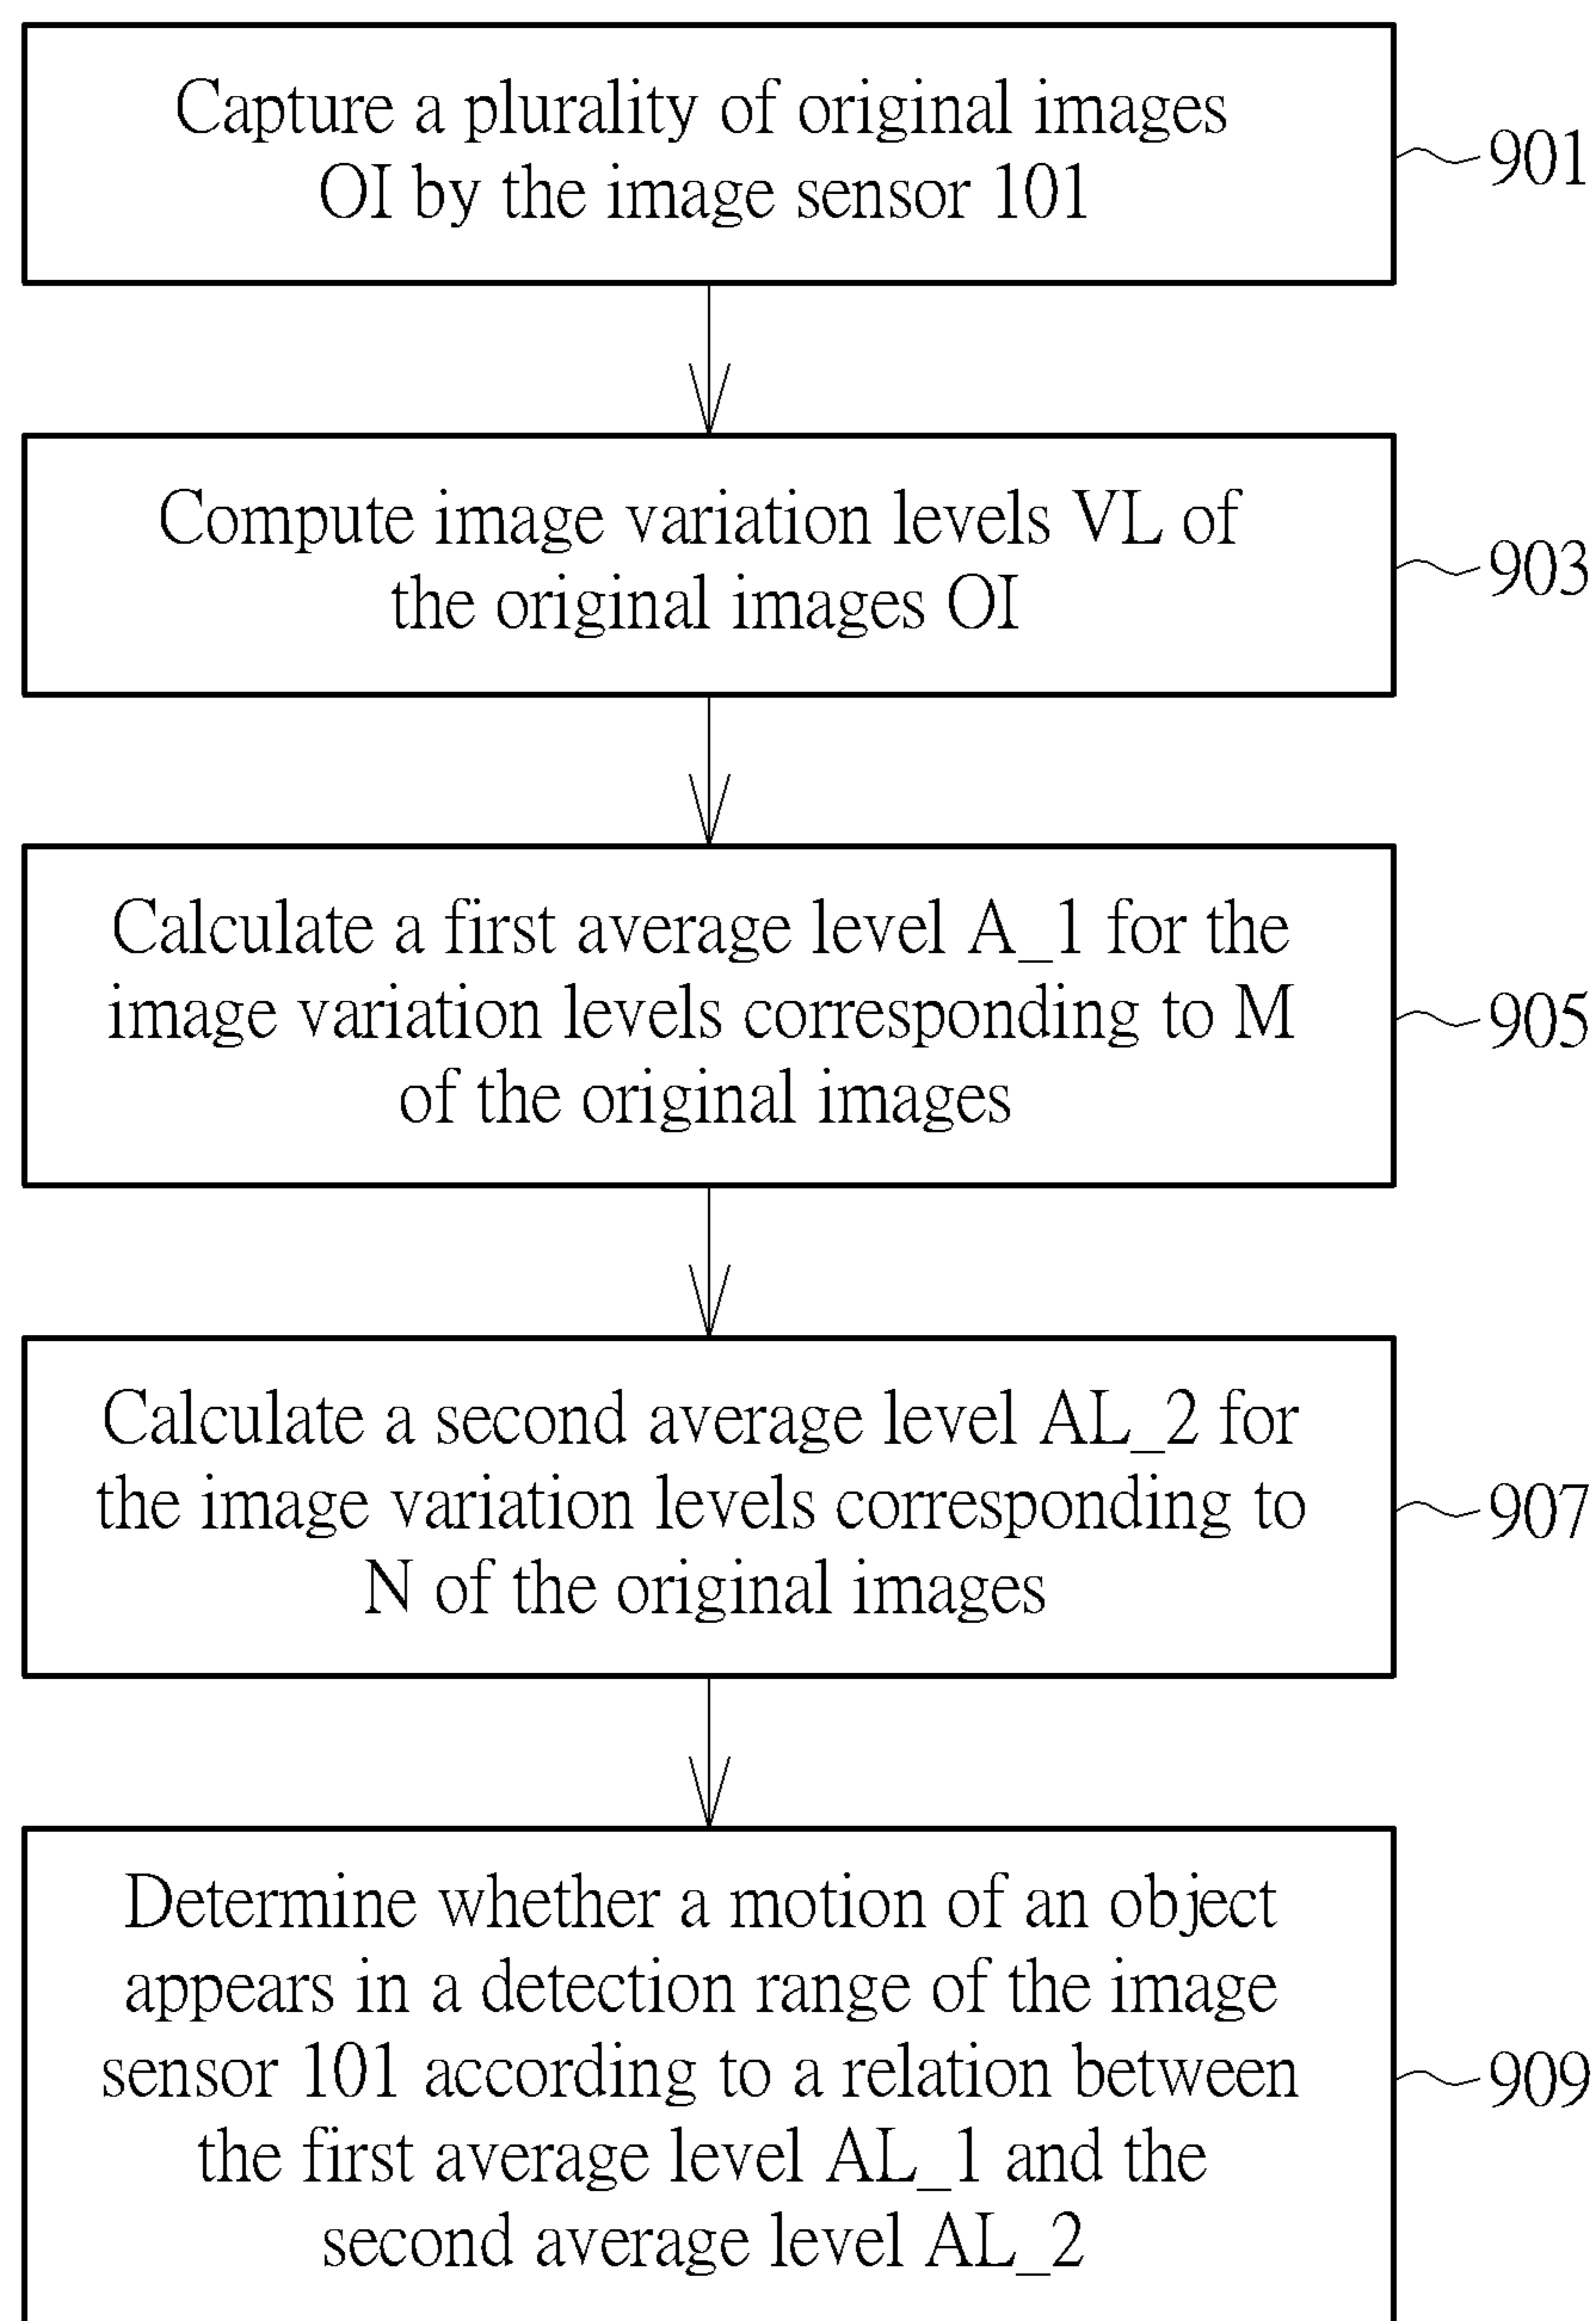 Capture a plurality of original images
OI by the image sensor 101
901
Compute image variation levels VL of
the original images OI
903
Calculate a first average level A_1 for the
image variation levels corresponding to M
of the original images
905
Calculate a second average level AL_2 for
the image variation levels corresponding to
N of the original images
907
Determine whether a motion of an object
appears in a detection range of the image
sensor 101 according to a relation between
the first average level AL_1 and the
second average level AL_2
909